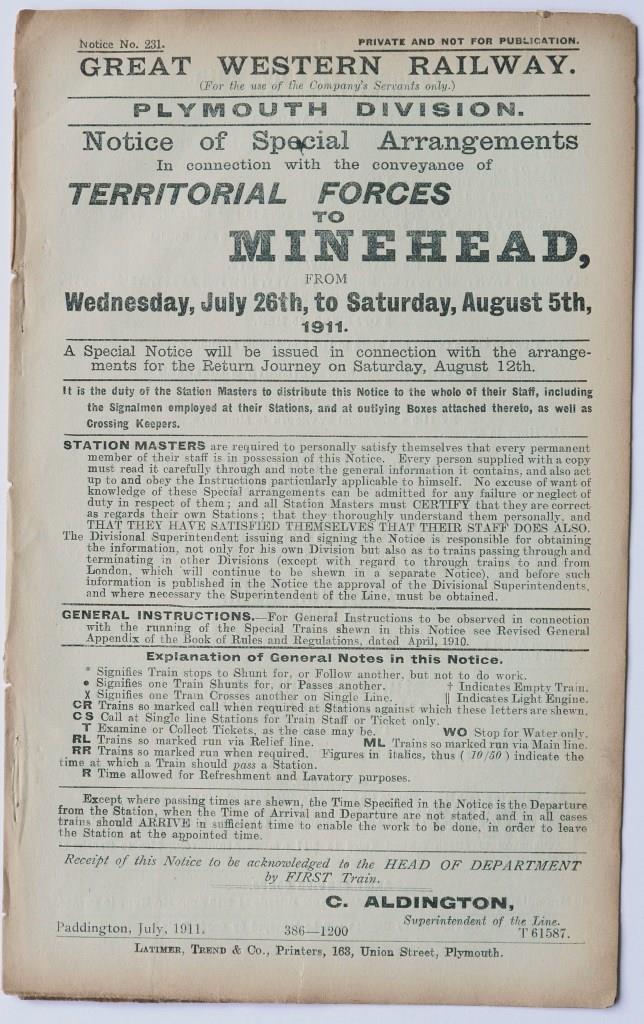 Notice No. 231. PRIVATE AND NOT FOR PUBLICATION.
GREAT WESTERN RAILWAY.
(For the use of the Company's Servants only.)
PLYMOUTH DIVISION.
Notice of Special Arrangements
In connection with the conveyance of
TERRITORIAL FORCES
TO
MINEHEAD,
FROM
Wednesday, July 26th, to Saturday, August 5th,
1911.
A Special Notice will be issued in connection with the arrange-
ments for the Return Journey on Saturday, August 12th.
It is the duty of the Station Masters to distribute this Notice to the whole of their Staff, including
the Signalmen employed at their Stations, and at outlying Boxes attached thereto, as well as
Crossing Keepers.
STATION MASTERS are required to personally satisfy themselves that every permanent
member of their staff is in possession of this Notice. Every person supplied with a copy
must read it carefully through and note the general information it contains, and also act
up to and obey the Instructions particularly applicable to himself. No excuse of want of
knowledge of these Special arrangements can be admitted for any failure or neglect of
duty in respect of them; and all Station Masters must CERTIFY that they are correct
as regards their own Stations; that they thoroughly understand them personally, and
THAT THEY HAVE SATISFIED THEMSELVES THAT THEIR STAFF DOES ALSO.
The Divisional Superintendent issuing and signing the Notice is responsible for obtaining
the information, not only for his own Division but also as to trains passing through and
terminating in other Divisions (except with regard to through trains to and from
London, which will continue to be shewn in a separate Notice), and before such
information is published in the Notice the approval of the Divisional Superintendents,
and where necessary the Superintendent of the Line, must be obtained.
GENERAL INSTRUCTIONS.—For General Instructions to be observed in connection
with the running of the Special Trains shewn in this Notice see Revised General
Appendix of the Book of Rules and Regulations, dated April, 1910.
Explanation of General Notes in this Notice.
* Signifies Train stops to Shunt for, or Follow another, but not to do work.
● Signifies one Train Shunts for, or Passes another. † Indicates Empty Train.
X Signifies one Train Crosses another on Single Line. ‖ Indicates Light Engine.
CR Trains so marked call when required at Stations against which these letters are shewn.
CS Call at Single line Stations for Train Staff or Ticket only.
T Examine or Collect Tickets, as the case may be. WO Stop for Water only.
RL Trains so marked run via Relief line. ML Trains so marked run via Main line.
RR Trains so marked run when required. Figures in italics, thus (10/50) indicate the
time at which a Train should pass a Station.
R Time allowed for Refreshment and Lavatory purposes.
Except where passing times are shewn, the Time Specified in the Notice is the Departure
from the Station, when the Time of Arrival and Departure are not stated, and in all cases
trains should ARRIVE in sufficient time to enable the work to be done, in order to leave
the Station at the appointed time.
Receipt of this Notice to be acknowledged to the HEAD OF DEPARTMENT
by FIRST Train.
C. ALDINGTON,
Superintendent of the Line.
Paddington, July, 1911. 386—1200 T 61587.
LATIMER, TREND & Co., Printers, 163, Union Street, Plymouth.